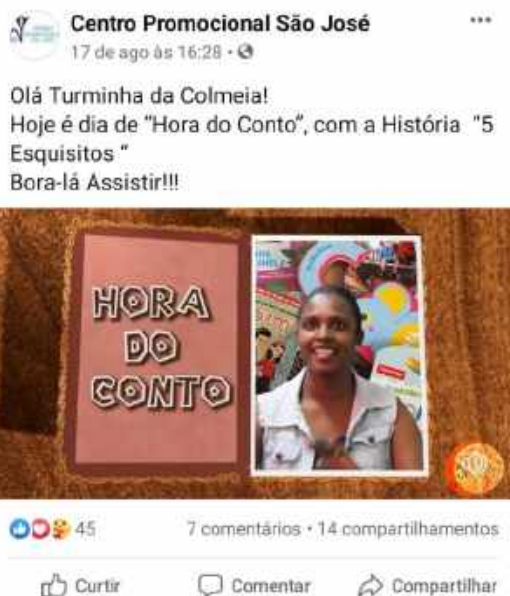 Centro Promocional São José
17 de ago às 16:28 •
Olá Turminha da Colmeia!
Hoje é dia de "Hora do Conto", com a História "5
Esquisitos "
Bora-lá Assistir!!!
HORA
DO
CONTO
45
7 comentários • 14 compartilhamentos
Curtir
Comentar
Compartilhar